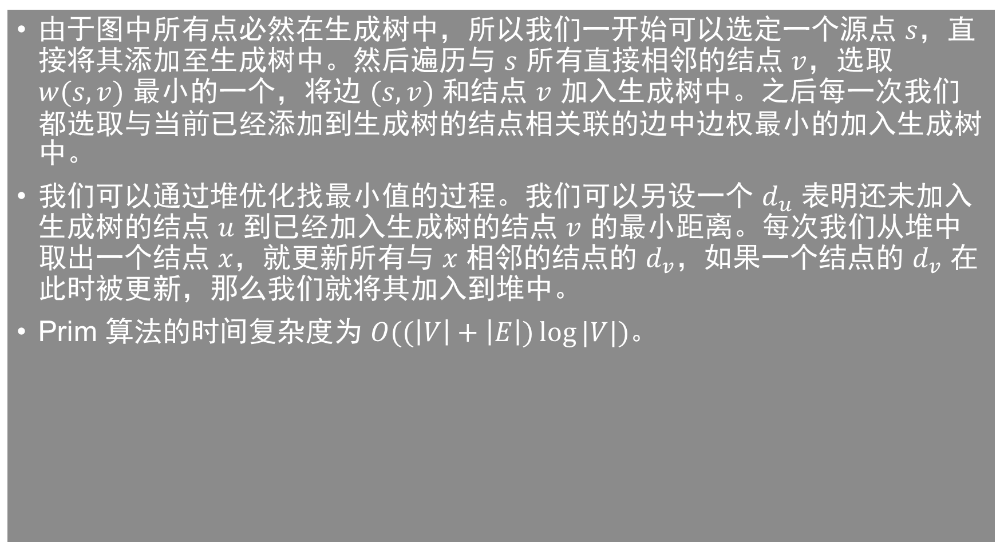 • 由于图中所有点必然在生成树中，所以我们一开始可以选定一个源点 s，直
接将其添加至生成树中。然后遍历与 s 所有直接相邻的结点 v，选取
w(s, v) 最小的一个，将边 (s, v) 和结点 v 加入生成树中。之后每一次我们
都选取与当前已经添加到生成树的结点相关联的边中边权最小的加入生成树
中。
• 我们可以通过堆优化找最小值的过程。我们可以另设一个 d_u 表明还未加入
生成树的结点 u 到已经加入生成树的结点 v 的最小距离。每次我们从堆中
取出一个结点 x，就更新所有与 x 相邻的结点的 d_v，如果一个结点的 d_v 在
此时被更新，那么我们就将其加入到堆中。
• Prim 算法的时间复杂度为 O((|V| + |E|) log |V|)。